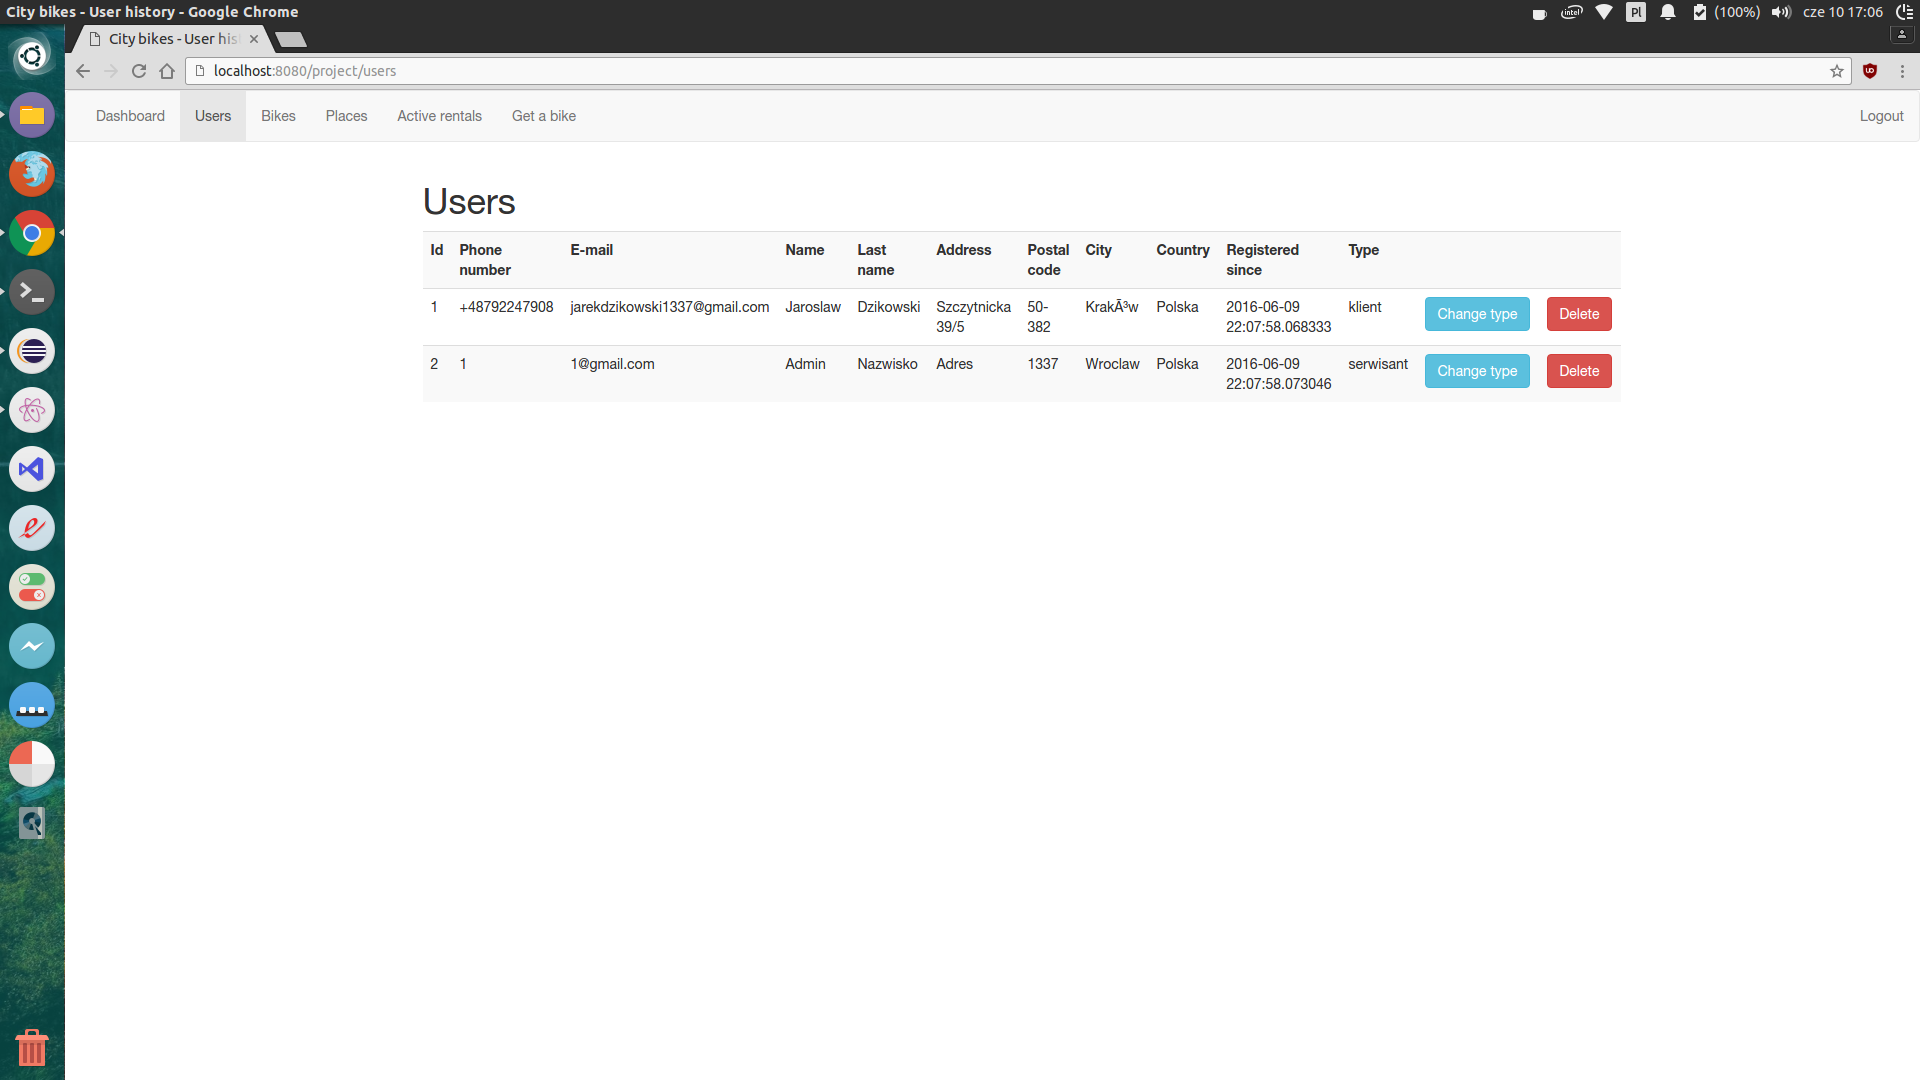 City bikes - User history - Google Chrome
intel Pl (100%) cze 10 17:06
City bikes - User his
localhost:8080/project/users
Dashboard Users Bikes Places Active rentals Get a bike Logout
Users
Id Phone number E-mail Name Last name Address Postal code City Country Registered since Type
1 +48792247908 jarekdzikowski1337@gmail.com Jaroslaw Dzikowski Szczytnicka 39/5 50-382 KrakÃ³w Polska 2016-06-09 22:07:58.068333 klient Change type Delete
2 1 1@gmail.com Admin Nazwisko Adres 1337 Wroclaw Polska 2016-06-09 22:07:58.073046 serwisant Change type Delete